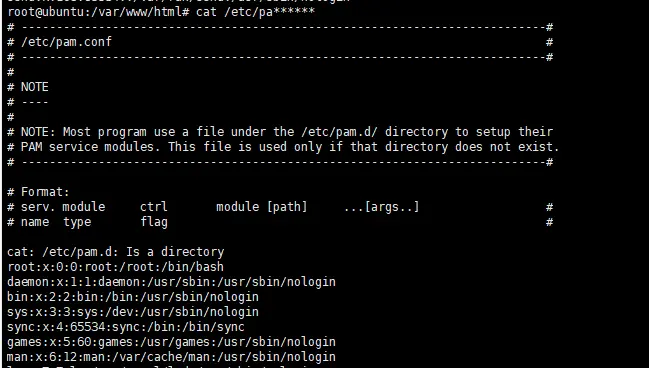 root@ubuntu:/var/www/html# cat /etc/pa******
# ---------------------------------------------------------------------------#
# /etc/pam.conf                                                              #
# ---------------------------------------------------------------------------#
#
# NOTE
# ----
#
# NOTE: Most program use a file under the /etc/pam.d/ directory to setup their
# PAM service modules. This file is used only if that directory does not exist.
# ---------------------------------------------------------------------------#
# Format:
# serv. module     ctrl       module [path]     ...[args..]                  #
# name  type       flag                                                      #
cat: /etc/pam.d: Is a directory
root:x:0:0:root:/root:/bin/bash
daemon:x:1:1:daemon:/usr/sbin:/usr/sbin/nologin
bin:x:2:2:bin:/bin:/usr/sbin/nologin
sys:x:3:3:sys:/dev:/usr/sbin/nologin
sync:x:4:65534:sync:/bin:/bin/sync
games:x:5:60:games:/usr/games:/usr/sbin/nologin
man:x:6:12:man:/var/cache/man:/usr/sbin/nologin